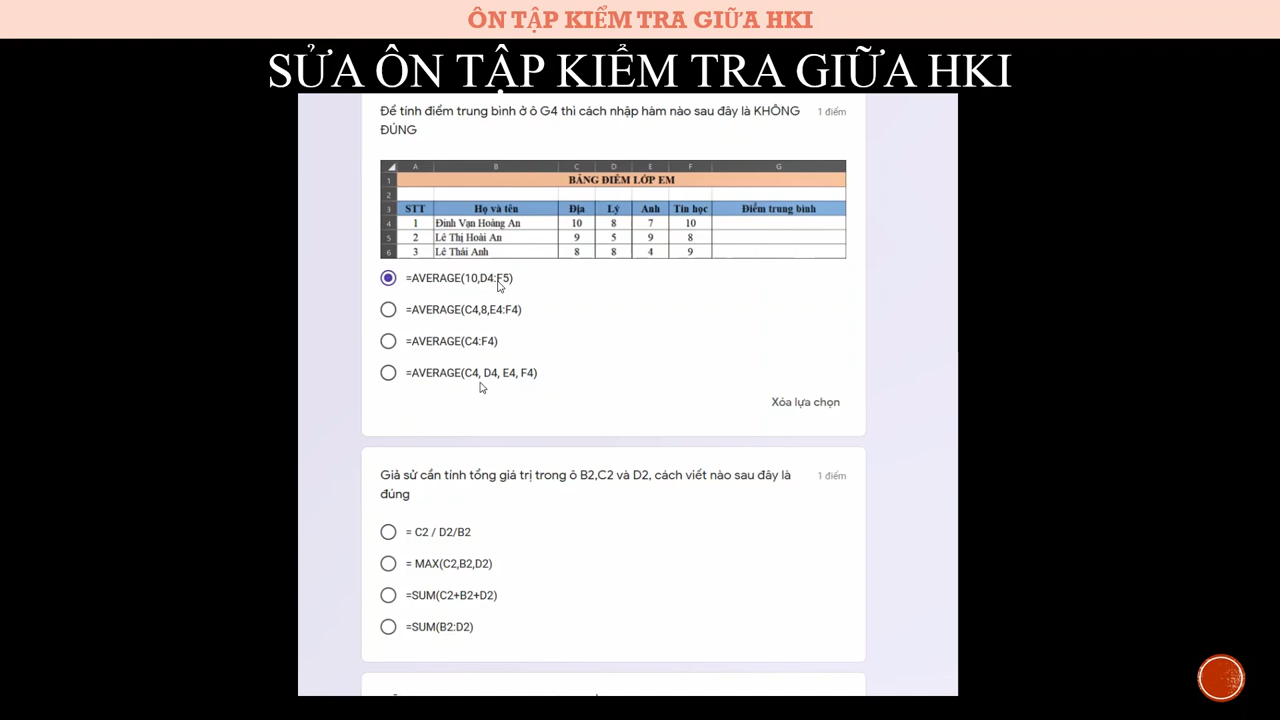 ÔN TẬP KIỂM TRA GIỮA HKI
SỬA ÔN TẬP KIỂM TRA GIỮA HKI
Để tính điểm trung bình ở ô G4 thì cách nhập hàm nào sau đây là KHÔNG 1 điểm
ĐÚNG
A B C D E F G
1 BẢNG ĐIỂM LỚP EM
2
3 STT Họ và tên Địa Lý Anh Tin học Điểm trung bình
4 1 Đinh Vạn Hoàng An 10 8 7 10
5 2 Lê Thị Hoài An 9 5 9 8
6 3 Lê Thái Anh 8 8 4 9
=AVERAGE(10,D4:F5)
=AVERAGE(C4,8,E4:F4)
=AVERAGE(C4:F4)
=AVERAGE(C4, D4, E4, F4)
Xóa lựa chọn
Giả sử cần tính tổng giá trị trong ô B2,C2 và D2, cách viết nào sau đây là 1 điểm
đúng
= C2 / D2/B2
= MAX(C2,B2,D2)
=SUM(C2+B2+D2)
=SUM(B2:D2)